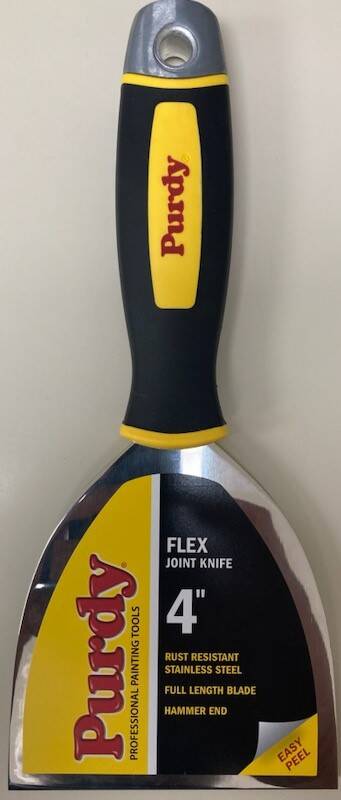 Purdy
Purdy
PROFESSIONAL PAINTING TOOLS
FLEX
JOINT KNIFE
4"
RUST RESISTANT
STAINLESS STEEL
FULL LENGTH BLADE
HAMMER END
EASY
PEEL